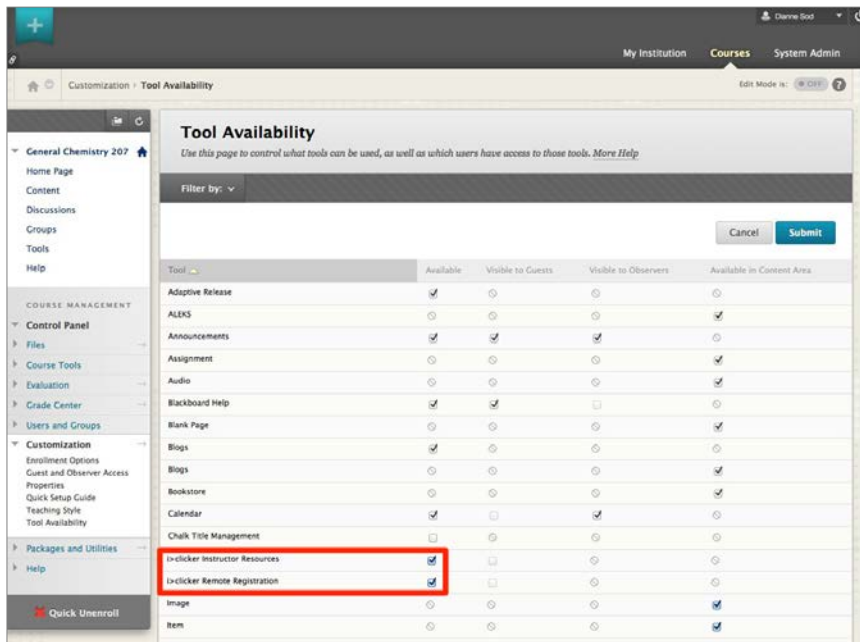 Dianne Sod
My Institution Courses System Admin
Customization Tool Availability
Edit Mode is: OFF ?
General Chemistry 207
Home Page
Content
Discussions
Groups
Tools
Help
COURSE MANAGEMENT
Control Panel
Files
Course Tools
Evaluation
Grade Center
Users and Groups
Customization
Enrollment Options
Guest and Observer Access
Properties
Quick Setup Guide
Teaching Style
Tool Availability
Packages and Utilities
Help
Quick Unenroll
Tool Availability
Use this page to control what tools can be used, as well as which users have access to those tools. More Help
Filter by:
Cancel Submit
Tool Available Visible to Guests Visible to Observers Available in Content Area
Adaptive Release
ALEKS
Announcements
Assignment
Audio
Blackboard Help
Blank Page
Blogs
Blogs
Bookstore
Calendar
Chalk Title Management
i>clicker Instructor Resources
i>clicker Remote Registration
Image
Item